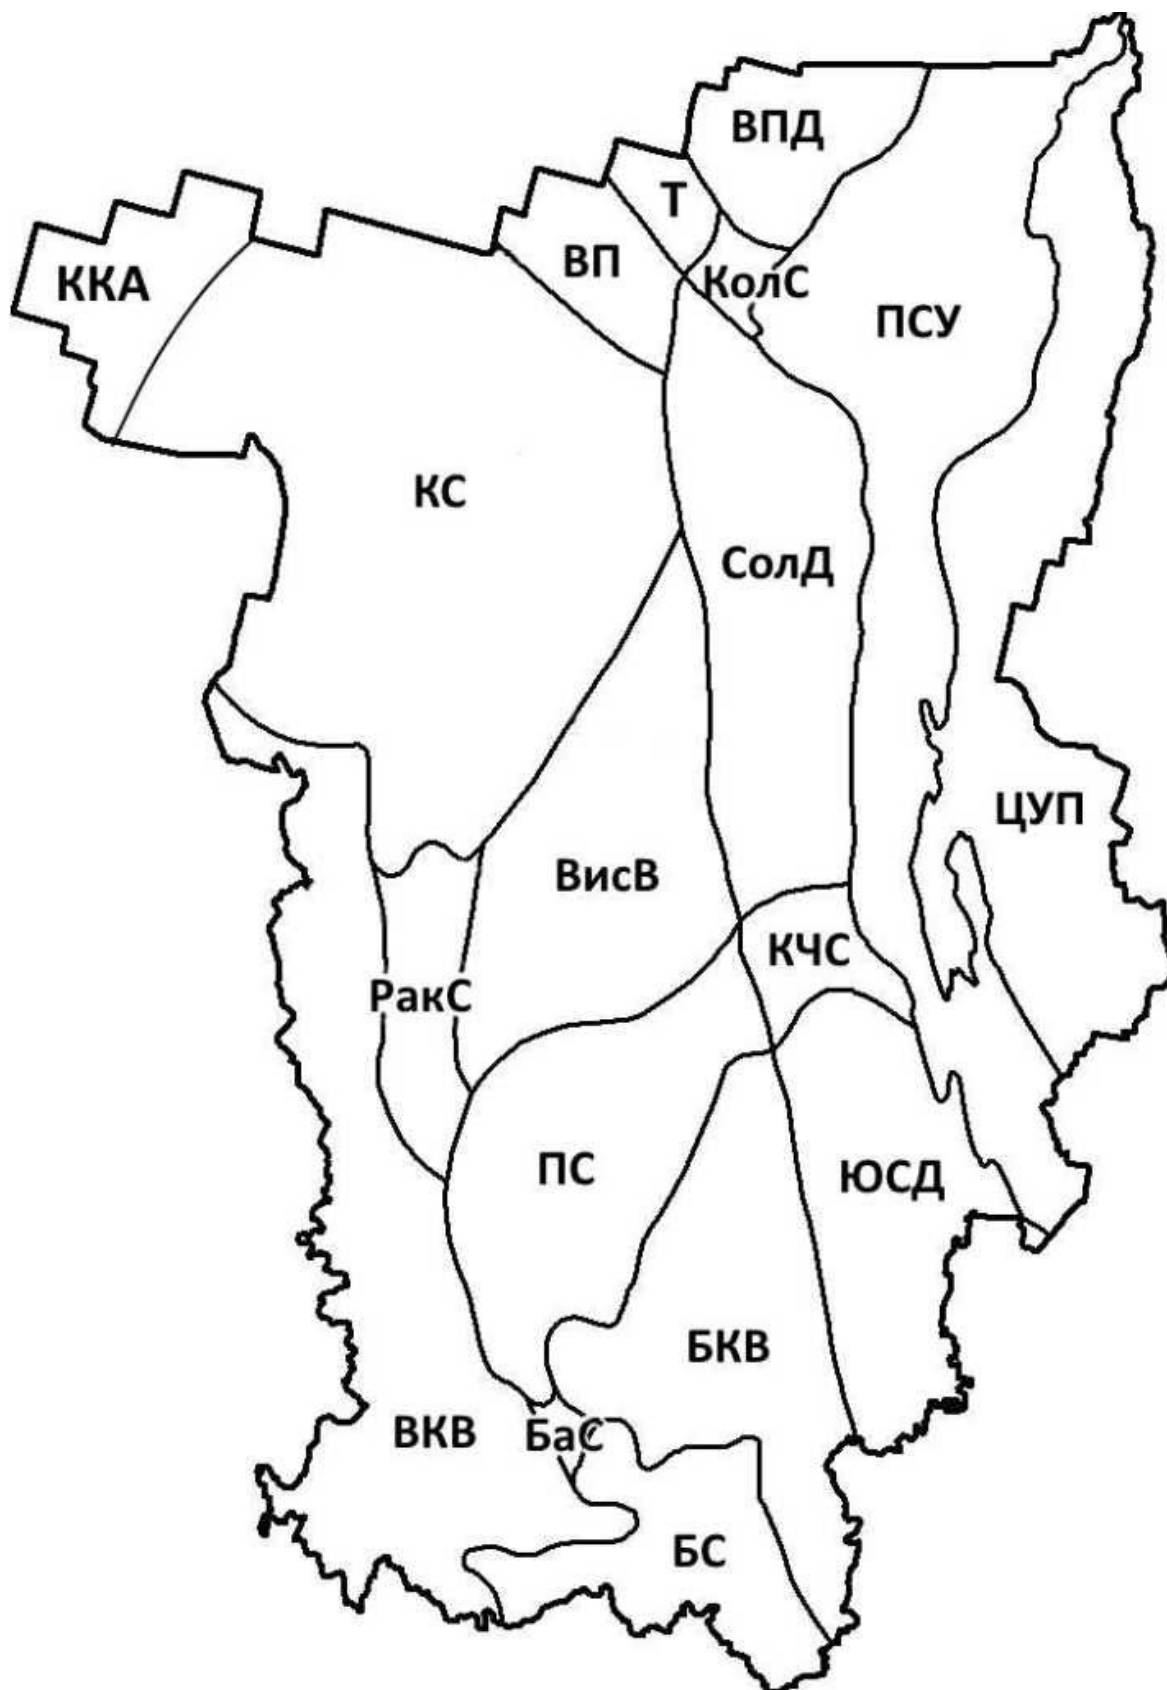 ВПД
Т
ВП
КолС
ККА
ПСУ
КС
СолД
ЦУП
ВисВ
КЧС
РакС
ПС
ЮСД
БКВ
ВКВ
БаС
БС